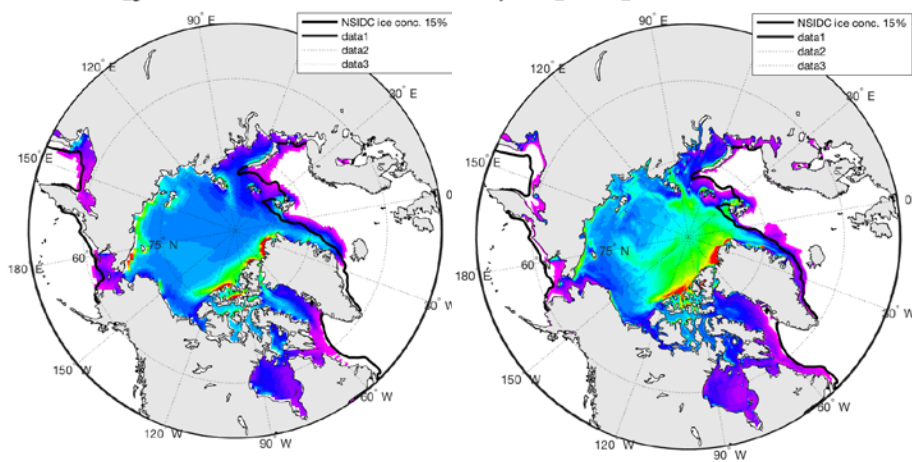 90° E
NSIDC ice conc. 15%
data1
data2
data3
120° E
30° E
150° E
0
75° N
180° E
60
30° W
150 W
60° W
120 W
90° W
90° E
NSIDC ice conc. 15%
data1
data2
data3
120° E
30° E
150° E
0
75 N
180° E
60
30° W
150 W
60° W
120 W
90° W